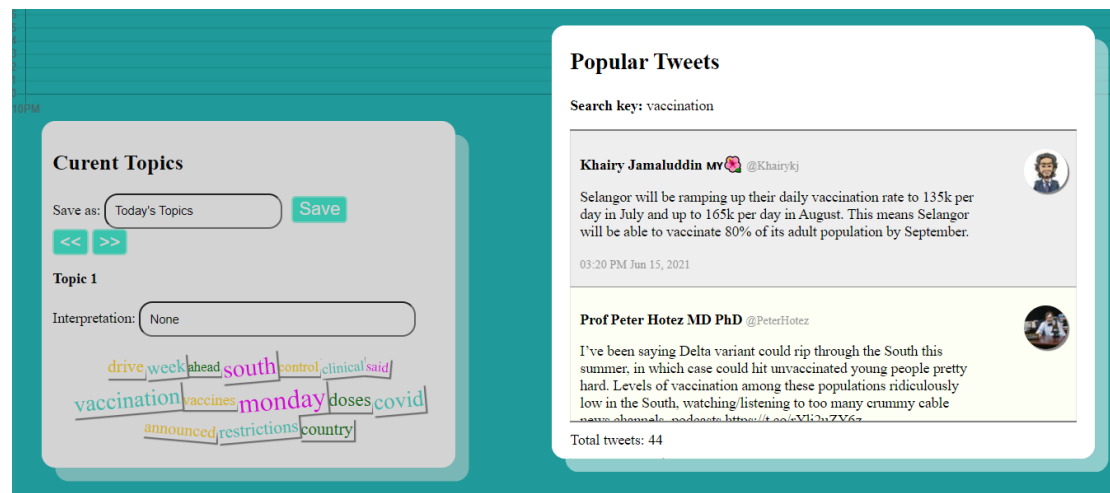 10PM
Curent Topics
Save as: Today's Topics Save
<< >>
Topic 1
Interpretation: None
drive week ahead south control clinical said
vaccination vaccines monday doses covid
announced restrictions country
Popular Tweets
Search key: vaccination
Khairy Jamaluddin ᴍʏ🌺 @Khairykj
Selangor will be ramping up their daily vaccination rate to 135k per
day in July and up to 165k per day in August. This means Selangor
will be able to vaccinate 80% of its adult population by September.
03:20 PM Jun 15, 2021
Prof Peter Hotez MD PhD @PeterHotez
I’ve been saying Delta variant could rip through the South this
summer, in which case could hit unvaccinated young people pretty
hard. Levels of vaccination among these populations ridiculously
low in the South, watching/listening to too many crummy cable
news channels, podcasts
Total tweets: 44